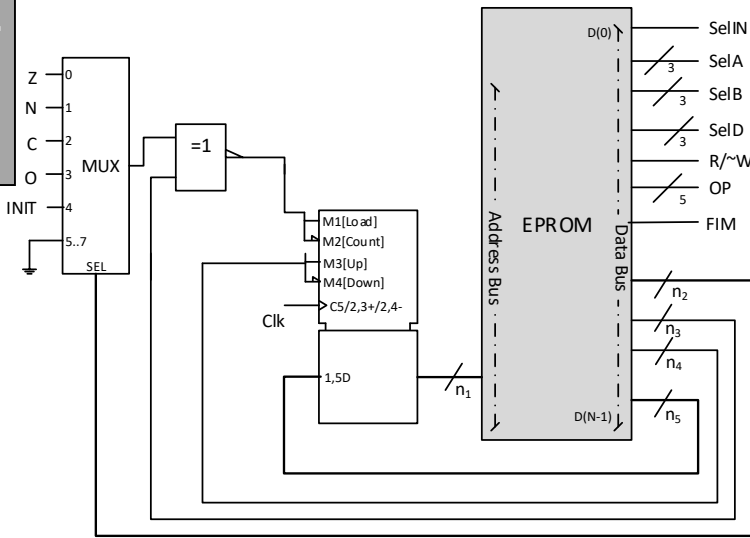 Z
N
C
O
INIT
0
1
2
3
4
5..7
MUX
SEL
=1
M1[Load]
M2[Count]
M3[Up]
M4[Down]
C5/2,3+/2,4-
Clk
1,5D
n₁
Address Bus
EPROM
Data Bus
D(0)
D(N-1)
SelIN
3
SelA
3
SelB
3
SelD
R/~W
5
OP
FIM
n₂
n₃
n₄
n₅